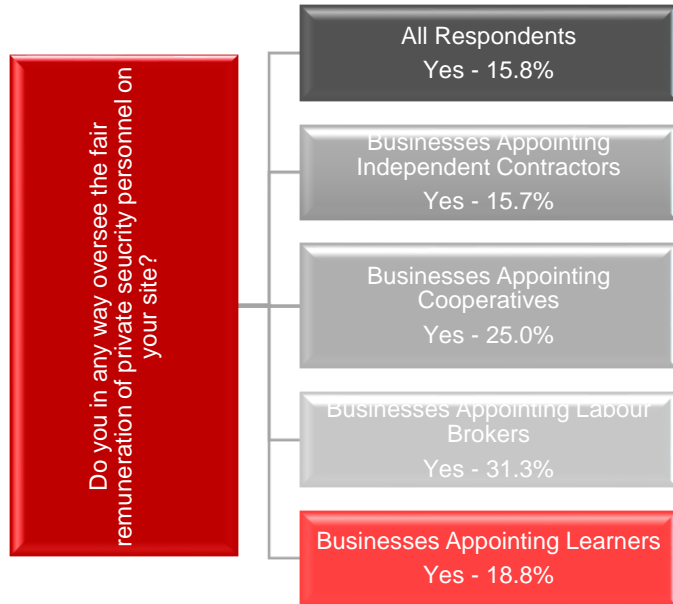 Do you in any way oversee the fair
remuneration of private seucrity personnel on
your site?
All Respondents
Yes - 15.8%
Businesses Appointing
Independent Contractors
Yes - 15.7%
Businesses Appointing
Cooperatives
Yes - 25.0%
Businesses Appointing Labour
Brokers
Yes - 31.3%
Businesses Appointing Learners
Yes - 18.8%